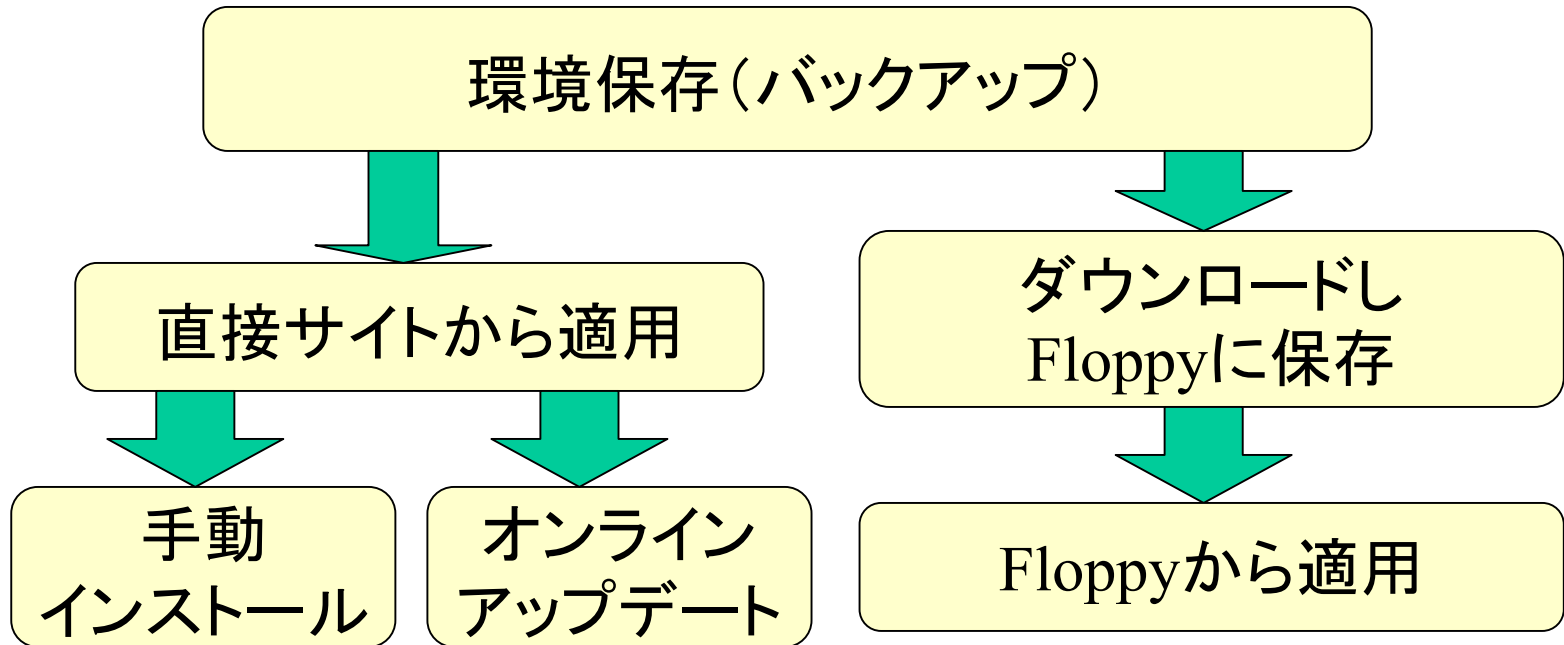 環境保存（バックアップ）
直接サイトから適用
ダウンロードし
Floppyに保存
手動
インストール
オンライン
アップデート
Floppyから適用